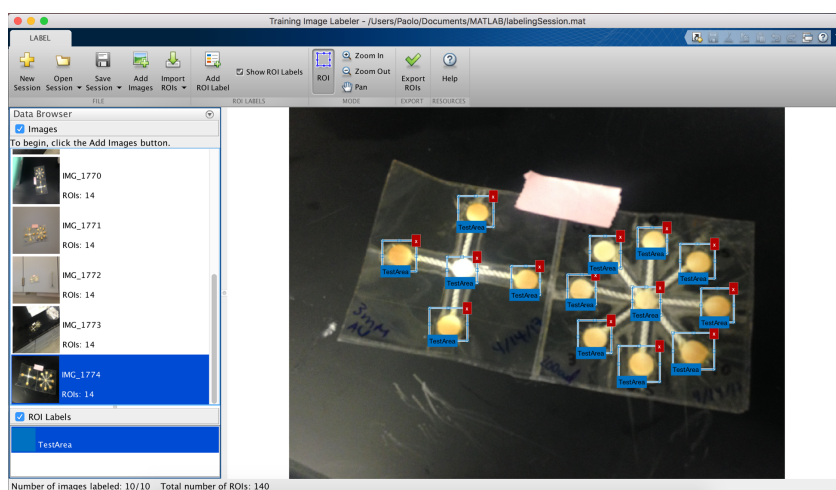 Training Image Labeler - /Users/Paolo/Documents/MATLAB/labelingSession.mat
LABEL
New Session
Open Session
Save Session
Add Images
Import ROIs
Add ROI Label
Show ROI Labels
ROI
Zoom In
Zoom Out
Pan
Export ROIs
Help
FILE
ROI LABELS
MODE
EXPORT
RESOURCES
Data Browser
Images
To begin, click the Add Images button.
IMG_1770
ROIs: 14
IMG_1771
ROIs: 14
IMG_1772
ROIs: 14
IMG_1773
ROIs: 14
IMG_1774
ROIs: 14
ROI Labels
TestArea
Number of images labeled: 10/10 Total number of ROIs: 140
TestArea
TestArea
TestArea
TestArea
TestArea
TestArea
TestArea
TestArea
TestArea
TestArea
TestArea
TestArea
TestArea
TestArea
3mM
4/14/17